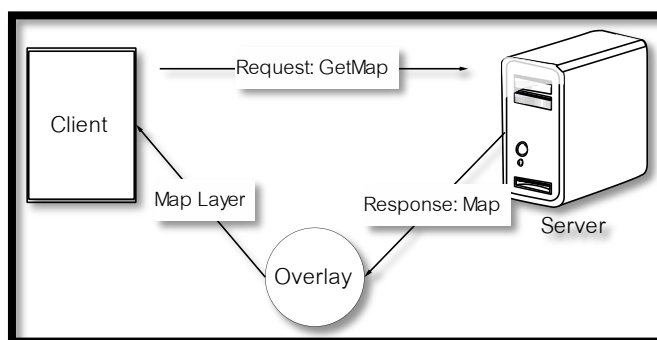 Request: GetMap
Client
Map Layer
Response: Map
Server
Overlay